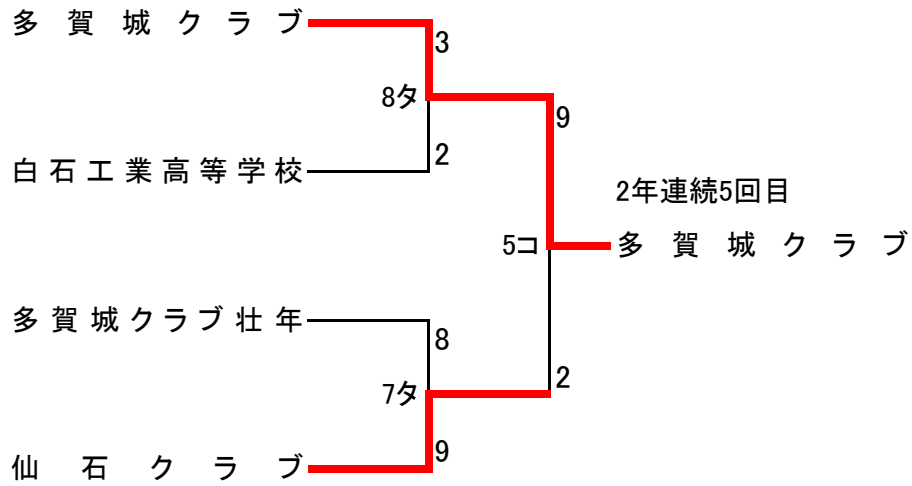 多賀城クラブ
3
8タ
9
2
白石工業高等学校
2年連続5回目
5コ
多賀城クラブ
多賀城クラブ壮年
8
7タ
2
9
仙石クラブ